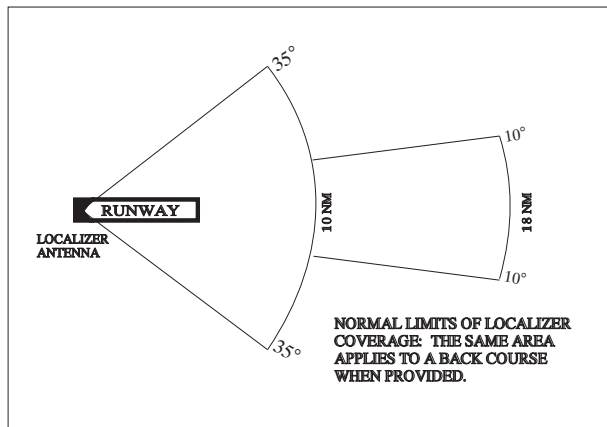 35°
10°
RUNWAY
10 NM
18 NM
LOCALIZER
ANTENNA
10°
35°
NORMAL LIMITS OF LOCALIZER
COVERAGE: THE SAME AREA
APPLIES TO A BACK COURSE
WHEN PROVIDED.